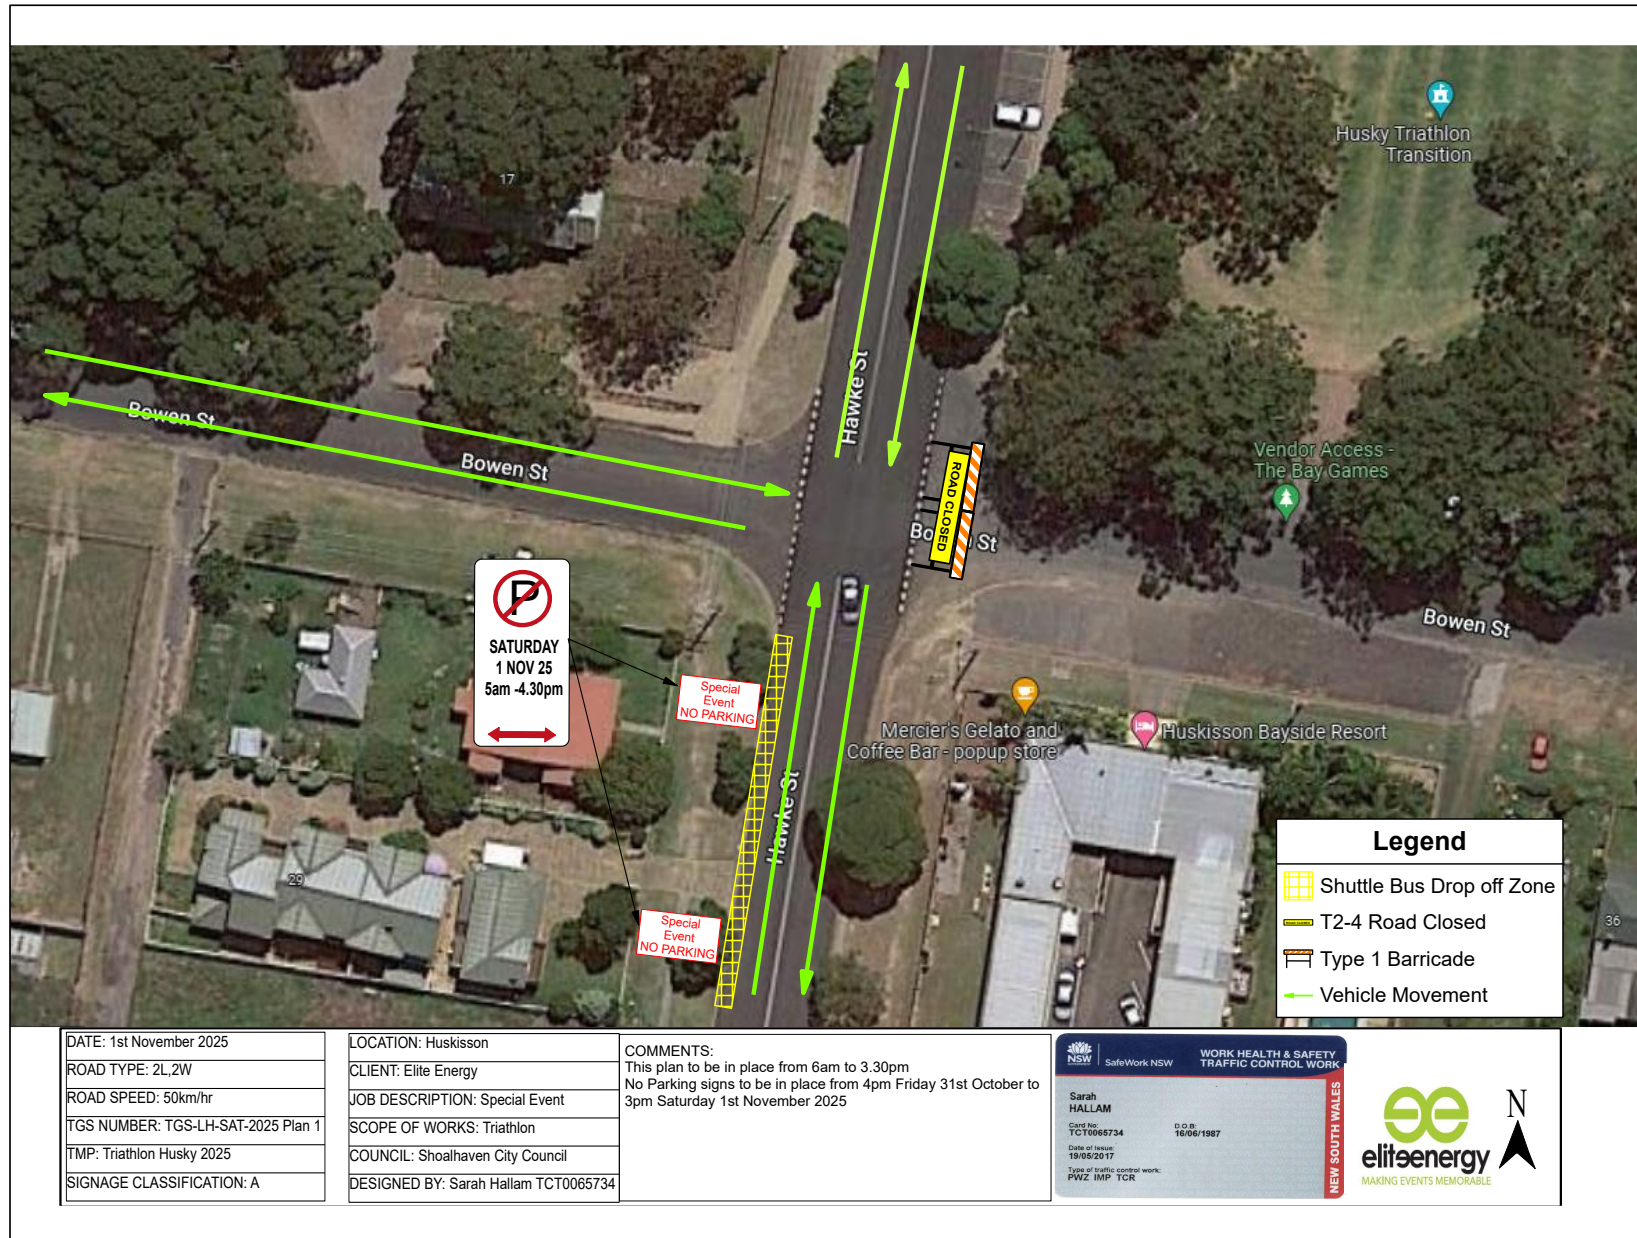 Husky Triathlon
Transition
17
Hawke St
Bowen St
Bowen St
Vendor Access -
The Bay Games
ROAD CLOSED
Bowen St
P
SATURDAY
1 NOV 25
5am -4.30pm
Bowen St
Special
Event
NO PARKING
Mercier's Gelato and
Coffee Bar - popup store
Huskisson Bayside Resort
Hawke St
29
36
Special
Event
NO PARKING
Legend
Shuttle Bus Drop off Zone
T2-4 Road Closed
Type 1 Barricade
Vehicle Movement
DATE: 1st November 2025
ROAD TYPE: 2L,2W
ROAD SPEED: 50km/hr
TGS NUMBER: TGS-LH-SAT-2025 Plan 1
TMP: Triathlon Husky 2025
SIGNAGE CLASSIFICATION: A
LOCATION: Huskisson
CLIENT: Elite Energy
JOB DESCRIPTION: Special Event
SCOPE OF WORKS: Triathlon
COUNCIL: Shoalhaven City Council
DESIGNED BY: Sarah Hallam TCT0065734
COMMENTS:
This plan to be in place from 6am to 3.30pm
No Parking signs to be in place from 4pm Friday 31st October to
3pm Saturday 1st November 2025
NSW
SafeWork NSW
WORK HEALTH & SAFETY
TRAFFIC CONTROL WORK
Sarah
HALLAM
Card No:
TCT0065734
D.O.B:
16/06/1987
Date of Issue:
19/05/2017
Type of traffic control work:
PWZ IMP TCR
NEW SOUTH WALES
eliteenergy
MAKING EVENTS MEMORABLE
N